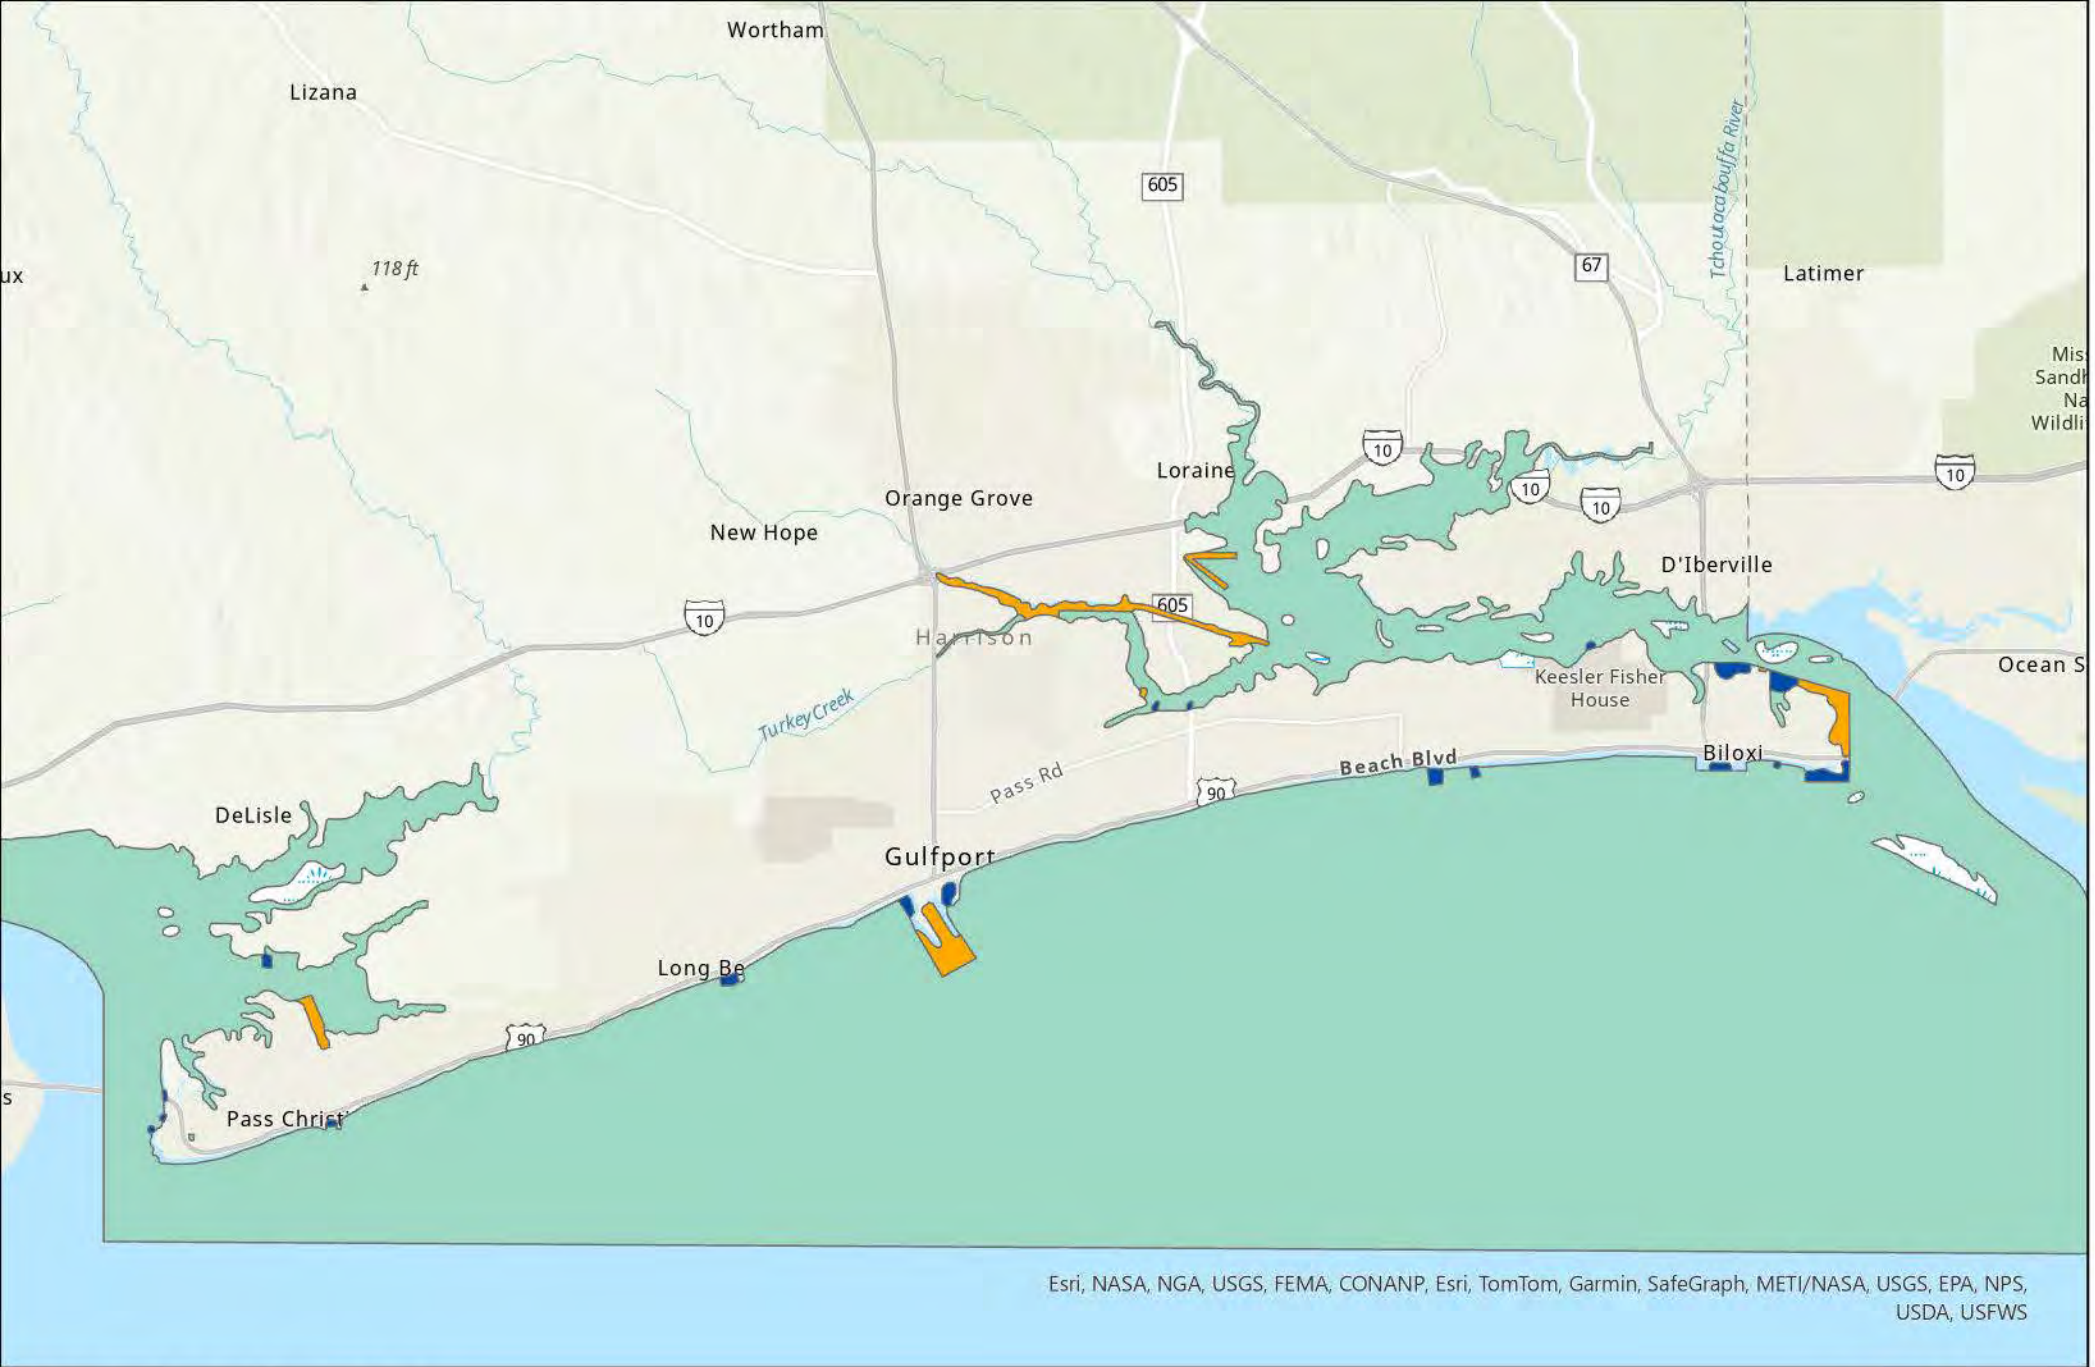 Wortham
Lizana
605
Tchoutacabouffa River
118 ft
ux
67
Latimer
Mis
Sandh
Na
Wildli
10
Loraine
10
10
10
Orange Grove
New Hope
D'Iberville
605
10
Harrison
Ocean S
Keesler Fisher
House
Turkey Creek
Biloxi
Beach Blvd
Pass Rd
90
DeLisle
Gulfport
Long Be
90
s
Pass Christ
Esri, NASA, NGA, USGS, FEMA, CONANP, Esri, TomTom, Garmin, SafeGraph, METI/NASA, USGS, EPA, NPS,
USDA, USFWS